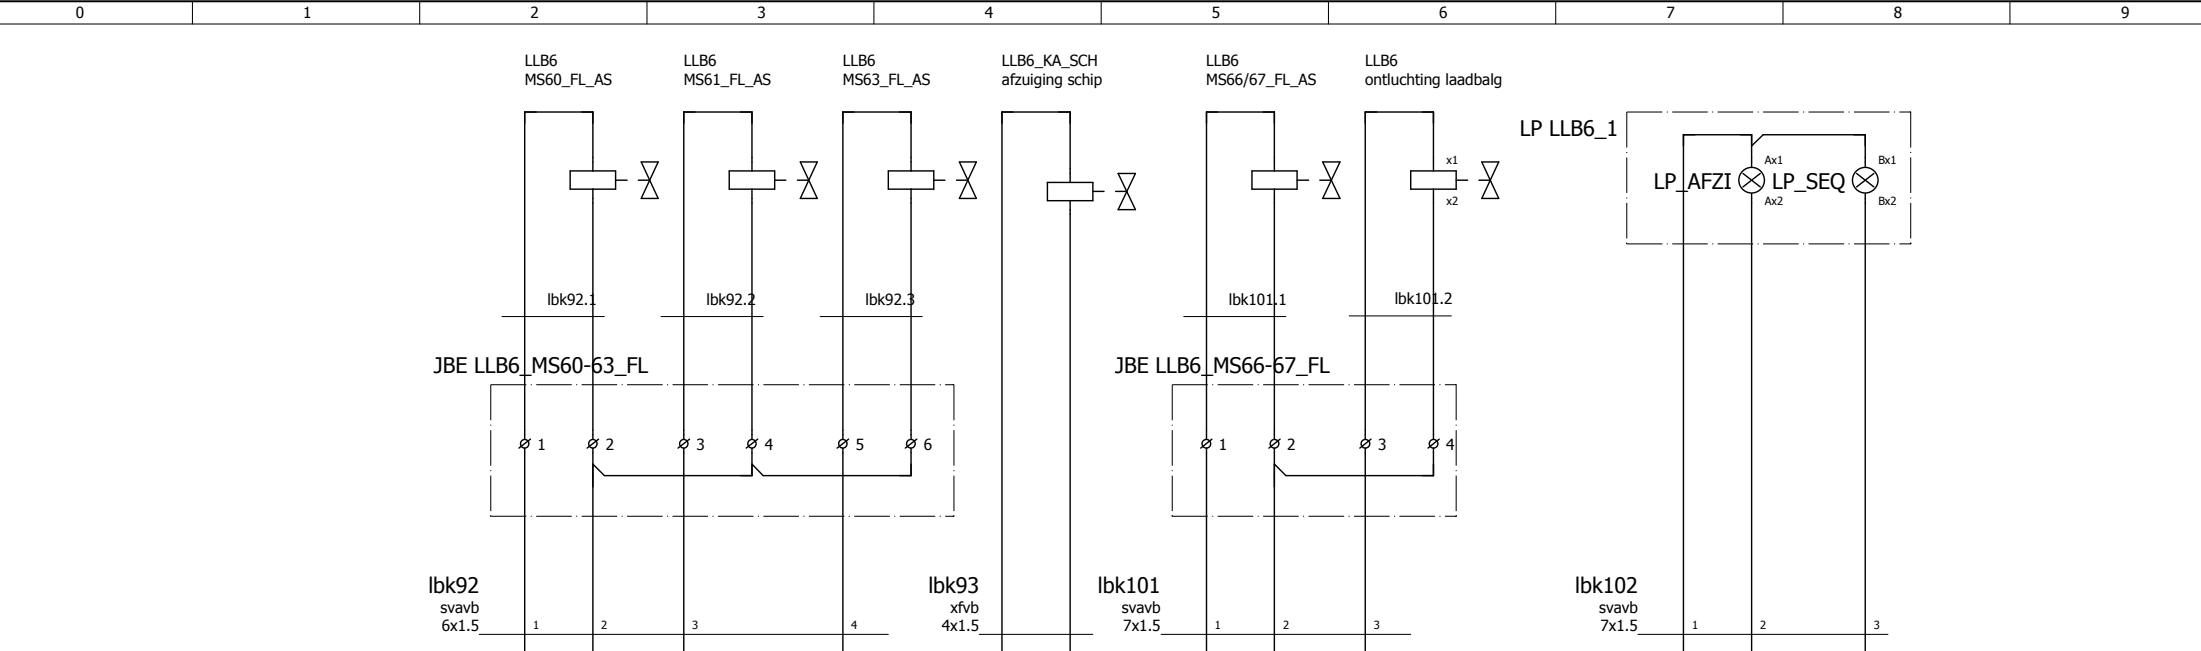 0 1 2 3 4 5 6 7 8 9
LLB6
MS60_FL_AS
LLB6
MS61_FL_AS
LLB6
MS63_FL_AS
LLB6_KA_SCH
afzuiging schip
LLB6
MS66/67_FL_AS
LLB6
ontluchting laadbalg
LP LLB6_1
x1
x2
Ax1
LP_AFZI
Ax2
Bx1
LP_SEQ
Bx2
lbk92.1
lbk92.2
lbk92.3
lbk101.1
lbk101.2
JBE LLB6_MS60-63_FL
1 2 3 4 5 6
JBE LLB6_MS66-67_FL
1 2 3 4
lbk92
svavb
6x1.5
1 2 3 4
lbk93
xfvb
4x1.5
lbk101
svavb
7x1.5
1 2 3
lbk102
svavb
7x1.5
1 2 3